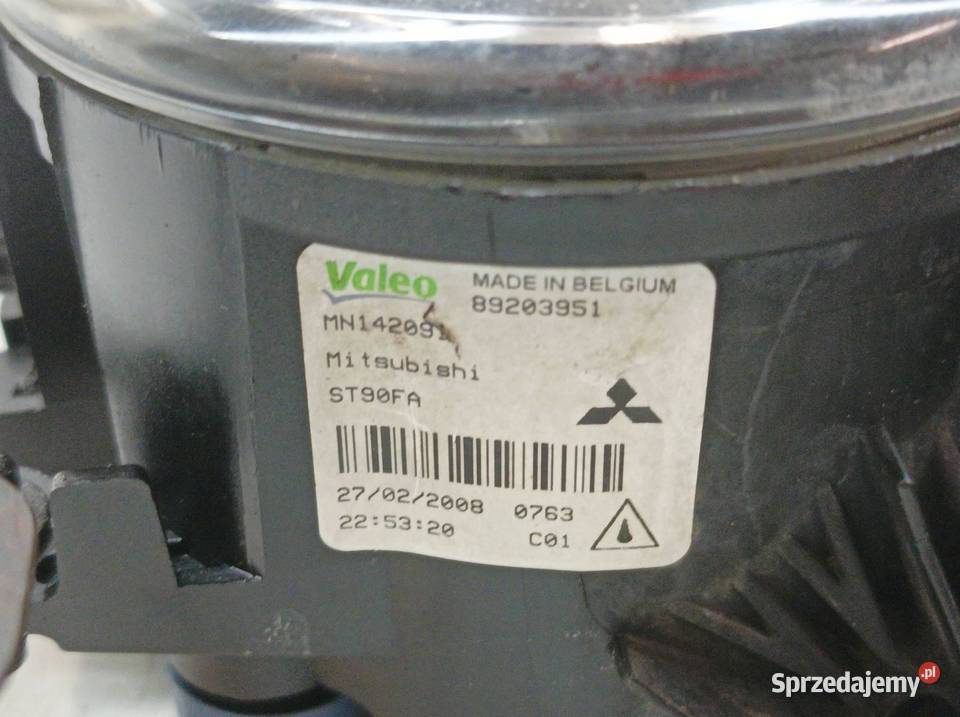 Valeo MADE IN BELGIUM
89203951
MN142091
Mitsubishi
ST90FA
27/02/2008 0763
22:53:20 C01
Sprzedajemy.pl